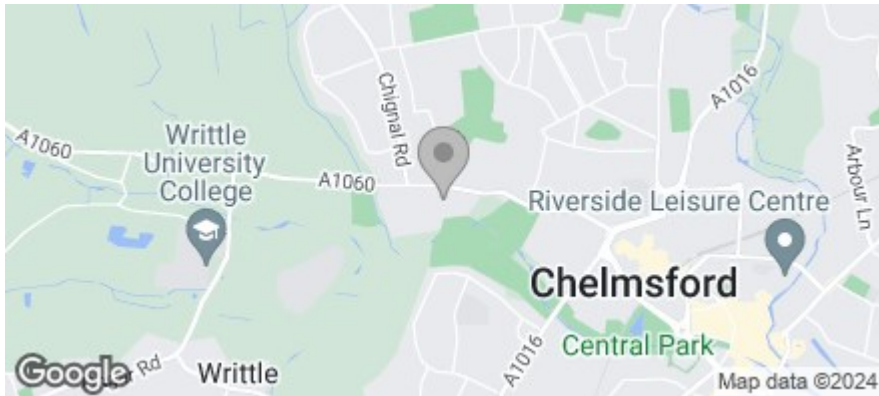 A1016
Chignal Rd
A1060
Writtle
University
College
A1060
Arbour Ln
Riverside Leisure Centre
Chelmsford
A1016
Central Park
Rd
Writtle
Google
Map data ©2024